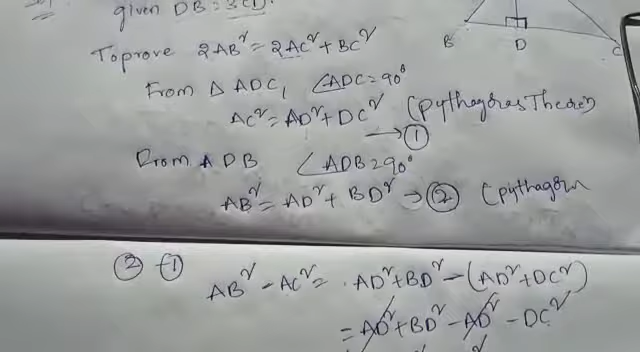 given DB = 3CD.
To prove 2AB² = 2AC² + BC²
B
D
C
From △ ADC, ∠ADC = 90°
AC² = AD² + DC² (Pythagoras Theorem)
→ ①
From ADB ∠ADB = 90°
AB² = AD² + BD² → ② (Pythagoras
② - ①
AB² - AC² = AD² + BD² - (AD² + DC²)
= AD² + BD² - AD² - DC²